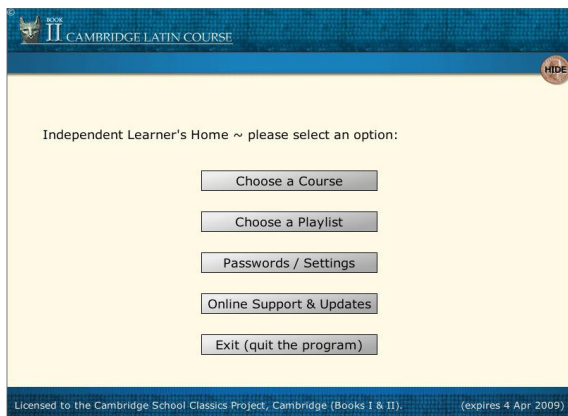 ©
BOOK
II CAMBRIDGE LATIN COURSE
HIDE
Independent Learner's Home ~ please select an option:
Choose a Course
Choose a Playlist
Passwords / Settings
Online Support & Updates
Exit (quit the program)
Licensed to the Cambridge School Classics Project, Cambridge (Books I & II). (expires 4 Apr 2009)